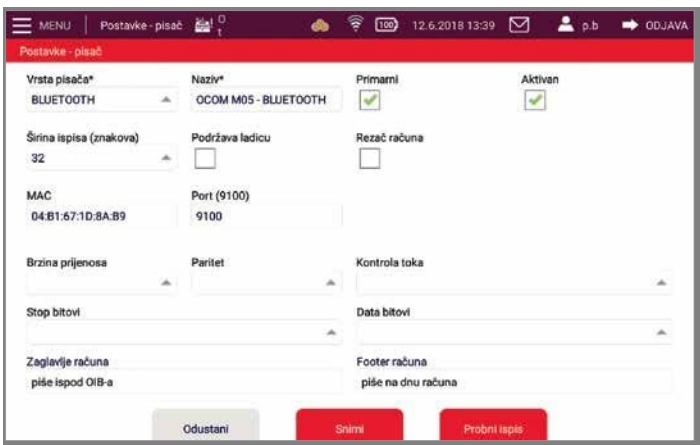 MENU Postavke - pisač 0 t 100 12.6.2018 13:39 p.b ODJAVA
Postavke - pisač
Vrsta pisača* Naziv* Primarni Aktivan
BLUETOOTH OCOM M05 - BLUETOOTH
Širina ispisa (znakova) Podržava ladicu Rezač računa
32
MAC Port (9100)
04:B1:67:1D:8A:B9 9100
Brzina prijenosa Paritet Kontrola toka
Stop bitovi Data bitovi
Zaglavlje računa Footer računa
piše ispod OIB-a piše na dnu računa
Odustani Snimi Probni ispis